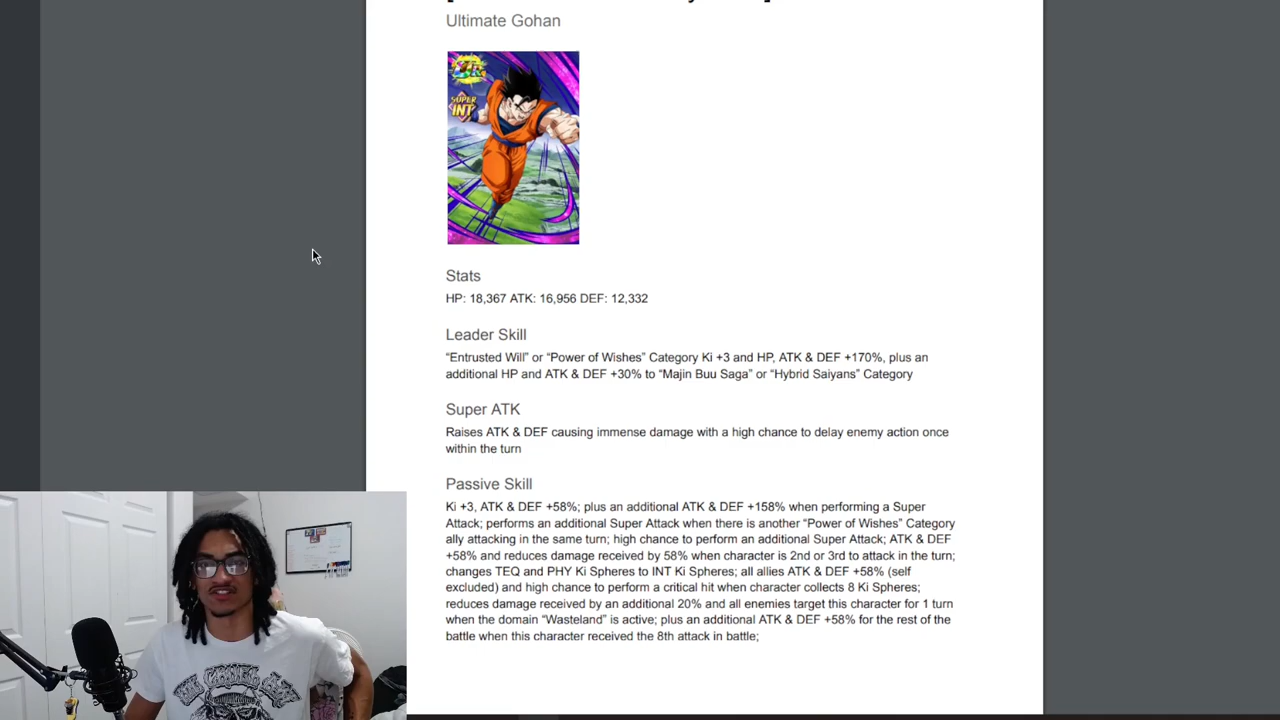 Ultimate Gohan
UR
SUPER
INT
Stats
HP: 18,367 ATK: 16,956 DEF: 12,332
Leader Skill
“Entrusted Will” or “Power of Wishes” Category Ki +3 and HP, ATK & DEF +170%, plus an
additional HP and ATK & DEF +30% to “Majin Buu Saga” or “Hybrid Saiyans” Category
Super ATK
Raises ATK & DEF causing immense damage with a high chance to delay enemy action once
within the turn
Passive Skill
Ki +3, ATK & DEF +58%; plus an additional ATK & DEF +158% when performing a Super
Attack; performs an additional Super Attack when there is another “Power of Wishes” Category
ally attacking in the same turn; high chance to perform an additional Super Attack; ATK & DEF
+58% and reduces damage received by 58% when character is 2nd or 3rd to attack in the turn;
changes TEQ and PHY Ki Spheres to INT Ki Spheres; all allies ATK & DEF +58% (self
excluded) and high chance to perform a critical hit when character collects 8 Ki Spheres;
reduces damage received by an additional 20% and all enemies target this character for 1 turn
when the domain “Wasteland” is active; plus an additional ATK & DEF +58% for the rest of the
battle when this character received the 8th attack in battle;